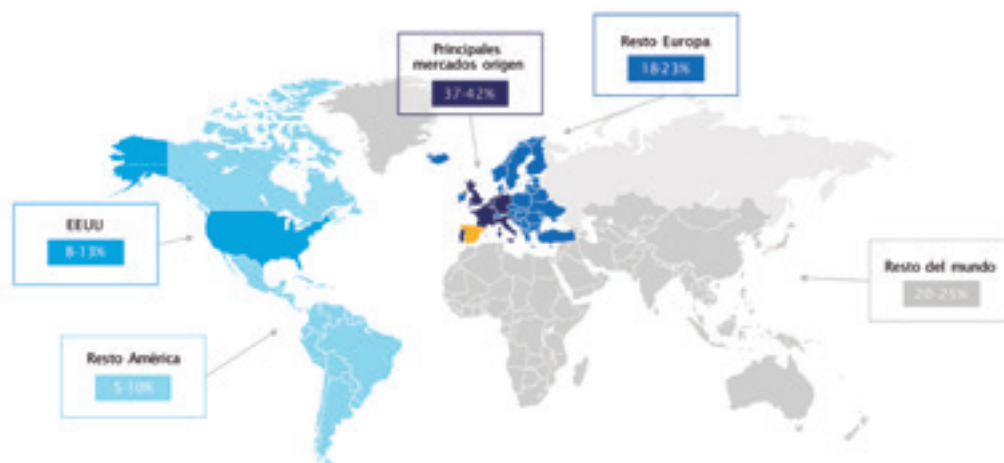 Principales
mercados origen
37-42%
Resto Europa
18-23%
EEUU
8-13%
Resto del mundo
20-25%
Resto América
5-10%